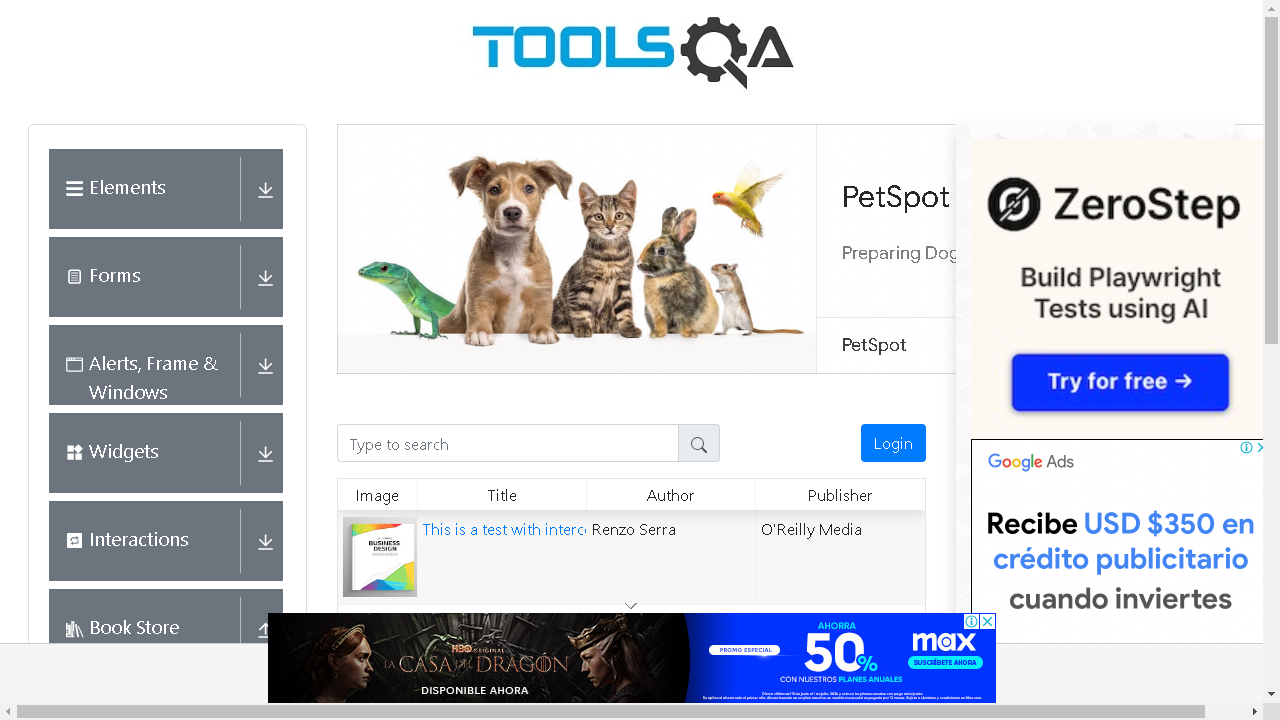 TOOLSQA
Elements
Forms
Alerts, Frame &
Windows
Widgets
Interactions
Book Store
PetSpot
Preparing Dog
PetSpot
Type to search
Login
Image
Title
Author
Publisher
BUSINESS
DESIGN
This is a test with interc
Renzo Serra
O'Reilly Media
ZeroStep
Build Playwright
Tests using AI
Try for free →
Google Ads
Recibe USD $350 en
crédito publicitario
cuando inviertes
HBO ORIGINAL
LA CASA DEL DRAGÓN
DISPONIBLE AHORA
PROMO ESPECIAL
AHORRA
50%
CON NUESTROS PLANES ANUALES
max
SUSCRÍBETE AHORA